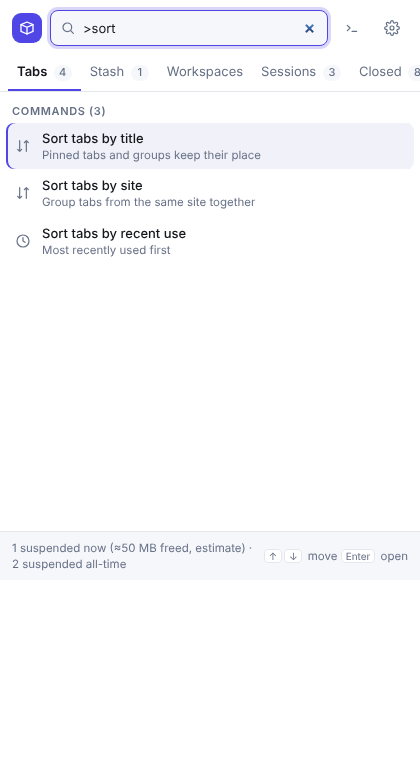 >sort
Tabs 4 Stash 1 Workspaces Sessions 3 Closed 8
COMMANDS (3)
Sort tabs by title
Pinned tabs and groups keep their place
Sort tabs by site
Group tabs from the same site together
Sort tabs by recent use
Most recently used first
1 suspended now (≈50 MB freed, estimate) ·
2 suspended all-time
↑ ↓ move Enter open